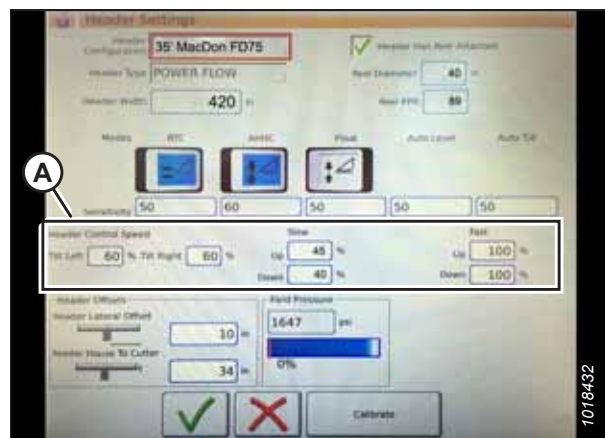 Header Settings
Header Configuration 35' MacDon FD75 Header Has Reel Attached
Header Type POWER FLOW Reel Diameter 40 in
Header Width 420 in Reel PPR 89
Modes RTC AHHC Float Auto Level Auto Tilt
A
Sensitivity 50 60 50 50 50
Header Control Speed Slow Fast
Tilt Left 60 % Tilt Right 60 % Up 45 % Up 100 %
Down 40 % Down 100 %
Header Offsets Field Pressure
Header Lateral Offset 10 in 1647 psi
Feeder House To Cutter 34 in 0%
Calibrate
1018432